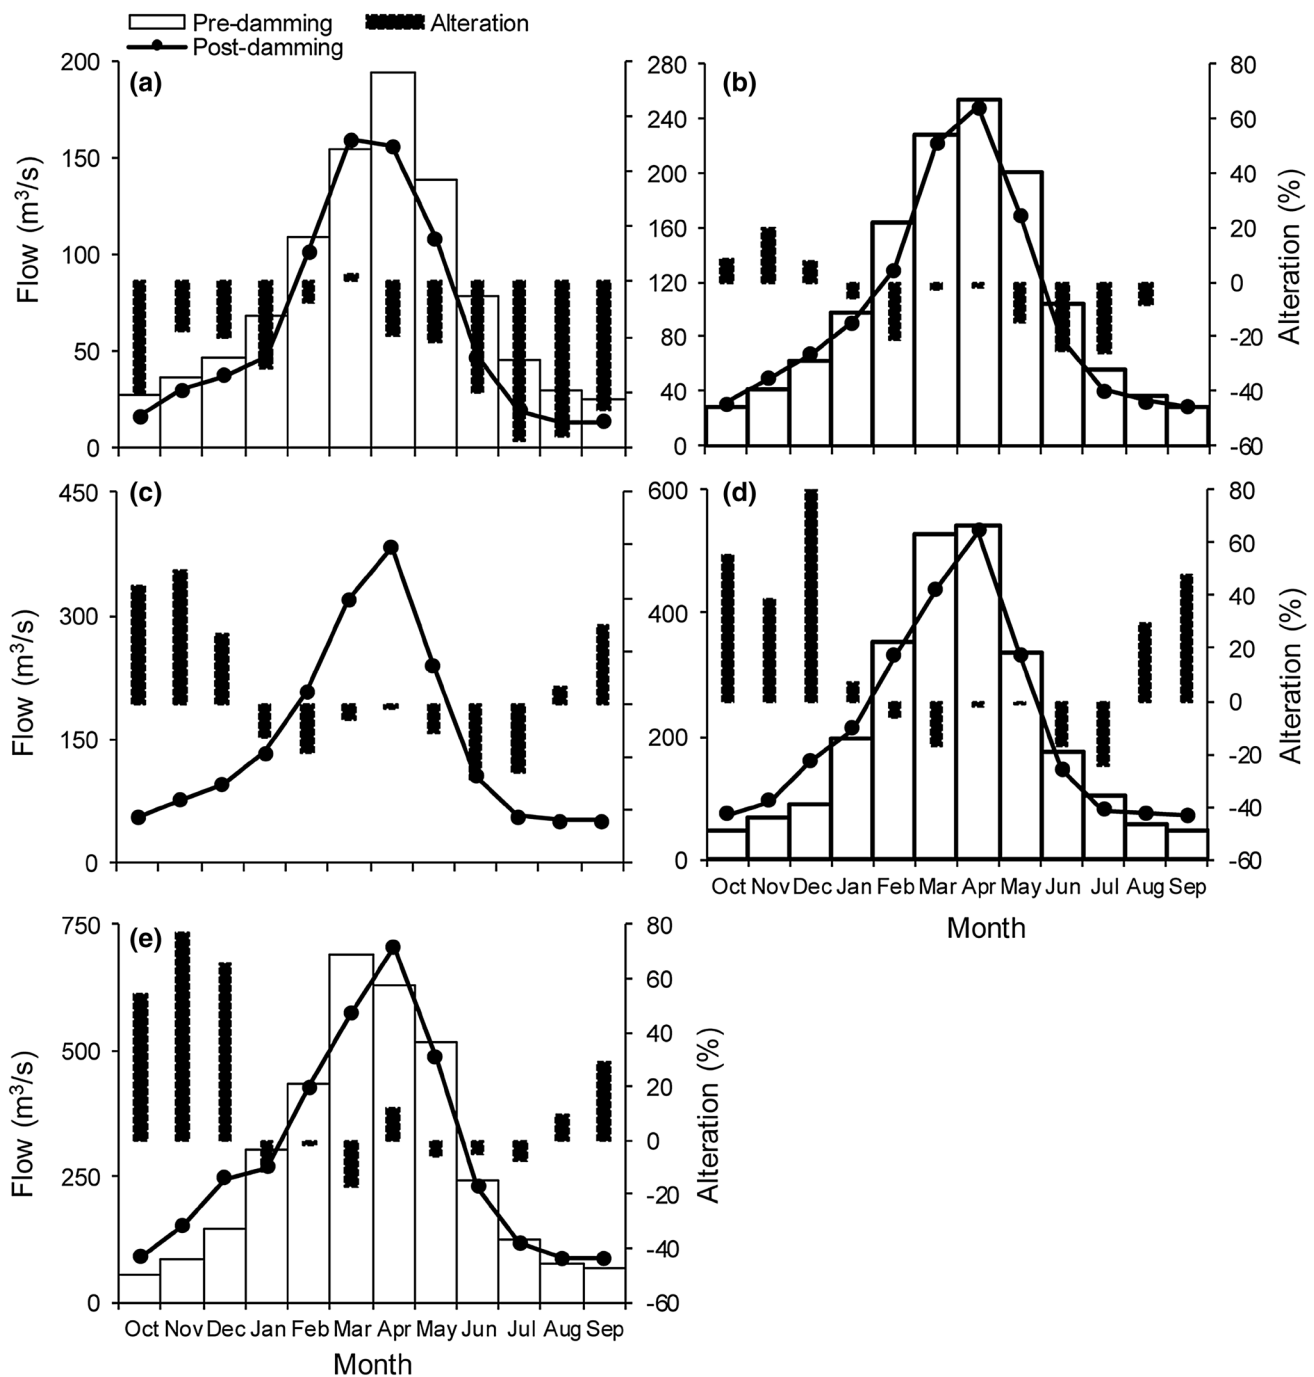 Pre-damming Alteration
Post-damming
(a)
200
150
100
50
0
Flow (m³/s)
(b)
280
240
200
160
120
80
40
0
80
60
40
20
0
-20
-40
-60
Alteration (%)
(c)
450
300
150
0
Flow (m³/s)
(d)
600
400
200
0
80
60
40
20
0
-20
-40
-60
Alteration (%)
Oct Nov Dec Jan Feb Mar Apr May Jun Jul Aug Sep
Month
(e)
750
500
250
0
Flow (m³/s)
80
60
40
20
0
-20
-40
-60
Alteration (%)
Oct Nov Dec Jan Feb Mar Apr May Jun Jul Aug Sep
Month